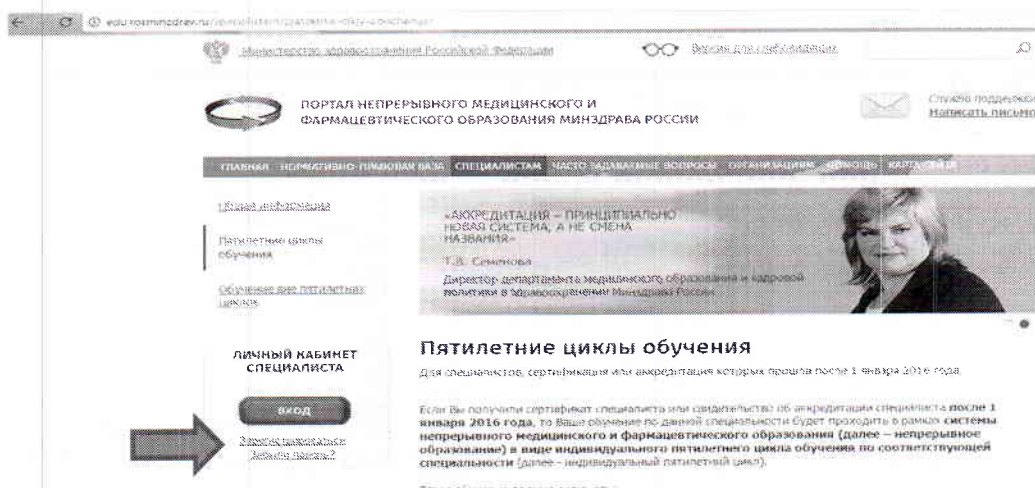 edu.rosminzdrav.ru
Министерство здравоохранения Российской Федерации
Версия для слабовидящих
ПОРТАЛ НЕПРЕРЫВНОГО МЕДИЦИНСКОГО И
ФАРМАЦЕВТИЧЕСКОГО ОБРАЗОВАНИЯ МИНЗДРАВА РОССИИ
Служба поддержки
Написать письмо
ГЛАВНАЯ НОРМАТИВНО-ПРАВОВАЯ БАЗА СПЕЦИАЛИСТАМ ЧАСТО ЗАДАВАЕМЫЕ ВОПРОСЫ ОРГАНИЗАЦИЯМ ПОМОЩЬ КАРТА САЙТА
Общая информация
Пятилетние циклы
обучения
Обучение вне пятилетних
циклов
«АККРЕДИТАЦИЯ – ПРИНЦИПИАЛЬНО
НОВАЯ СИСТЕМА, А НЕ СМЕНА
НАЗВАНИЯ»
Т.В. Семенова
Директор департамента медицинского образования и кадровой
политики в здравоохранении Минздрава России
ЛИЧНЫЙ КАБИНЕТ
СПЕЦИАЛИСТА
ВХОД
Зарегистрироваться
Забыли пароль?
Пятилетние циклы обучения
Для специалистов, сертификация или аккредитация которых прошла после 1 января 2016 года.
Если Вы получили сертификат специалиста или свидетельство об аккредитации специалиста после 1
января 2016 года, то Ваше обучение по данной специальности будет проходить в рамках системы
непрерывного медицинского и фармацевтического образования (далее – непрерывное
образование) в виде индивидуального пятилетнего цикла обучения по соответствующей
специальности (далее – индивидуальный пятилетний цикл).